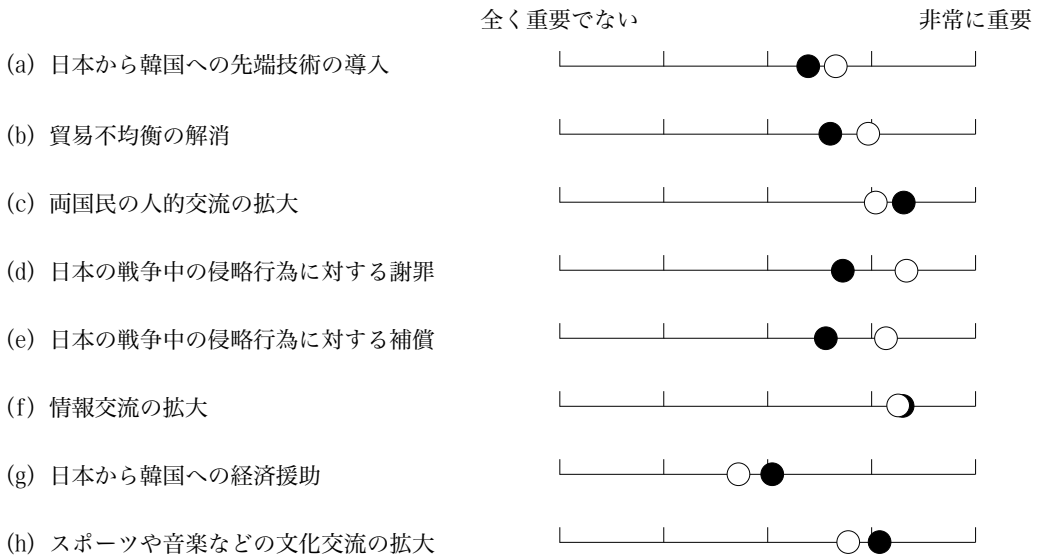 全く重要でない 非常に重要
(a) 日本から韓国への先端技術の導入
(b) 貿易不均衡の解消
(c) 両国民の人的交流の拡大
(d) 日本の戦争中の侵略行為に対する謝罪
(e) 日本の戦争中の侵略行為に対する補償
(f) 情報交流の拡大
(g) 日本から韓国への経済援助
(h) スポーツや音楽などの文化交流の拡大